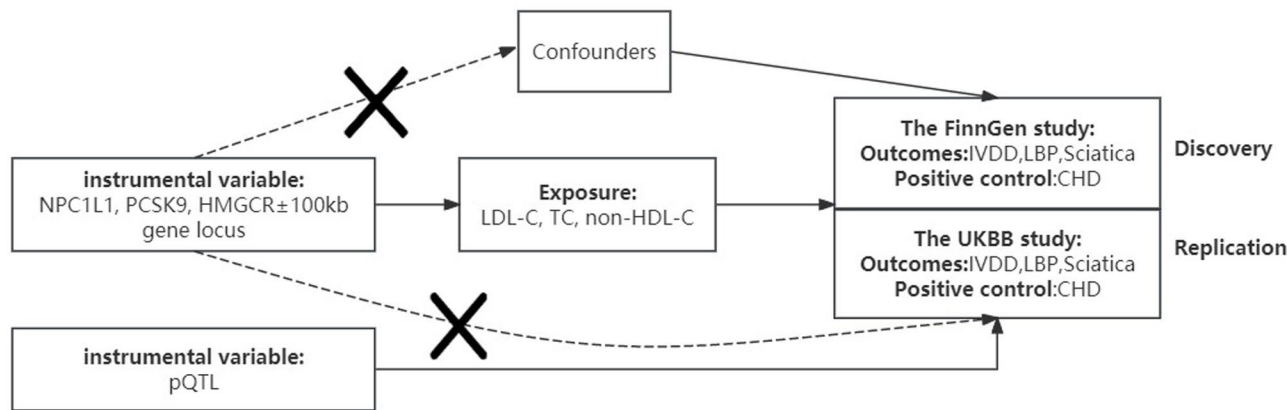 Confounders
The FinnGen study:
Outcomes:IVDD,LBP,Sciatica
Positive control:CHD
Discovery
instrumental variable:
NPC1L1, PCSK9, HMGCR±100kb
gene locus
Exposure:
LDL-C, TC, non-HDL-C
The UKBB study:
Outcomes:IVDD,LBP,Sciatica
Positive control:CHD
Replication
instrumental variable:
pQTL